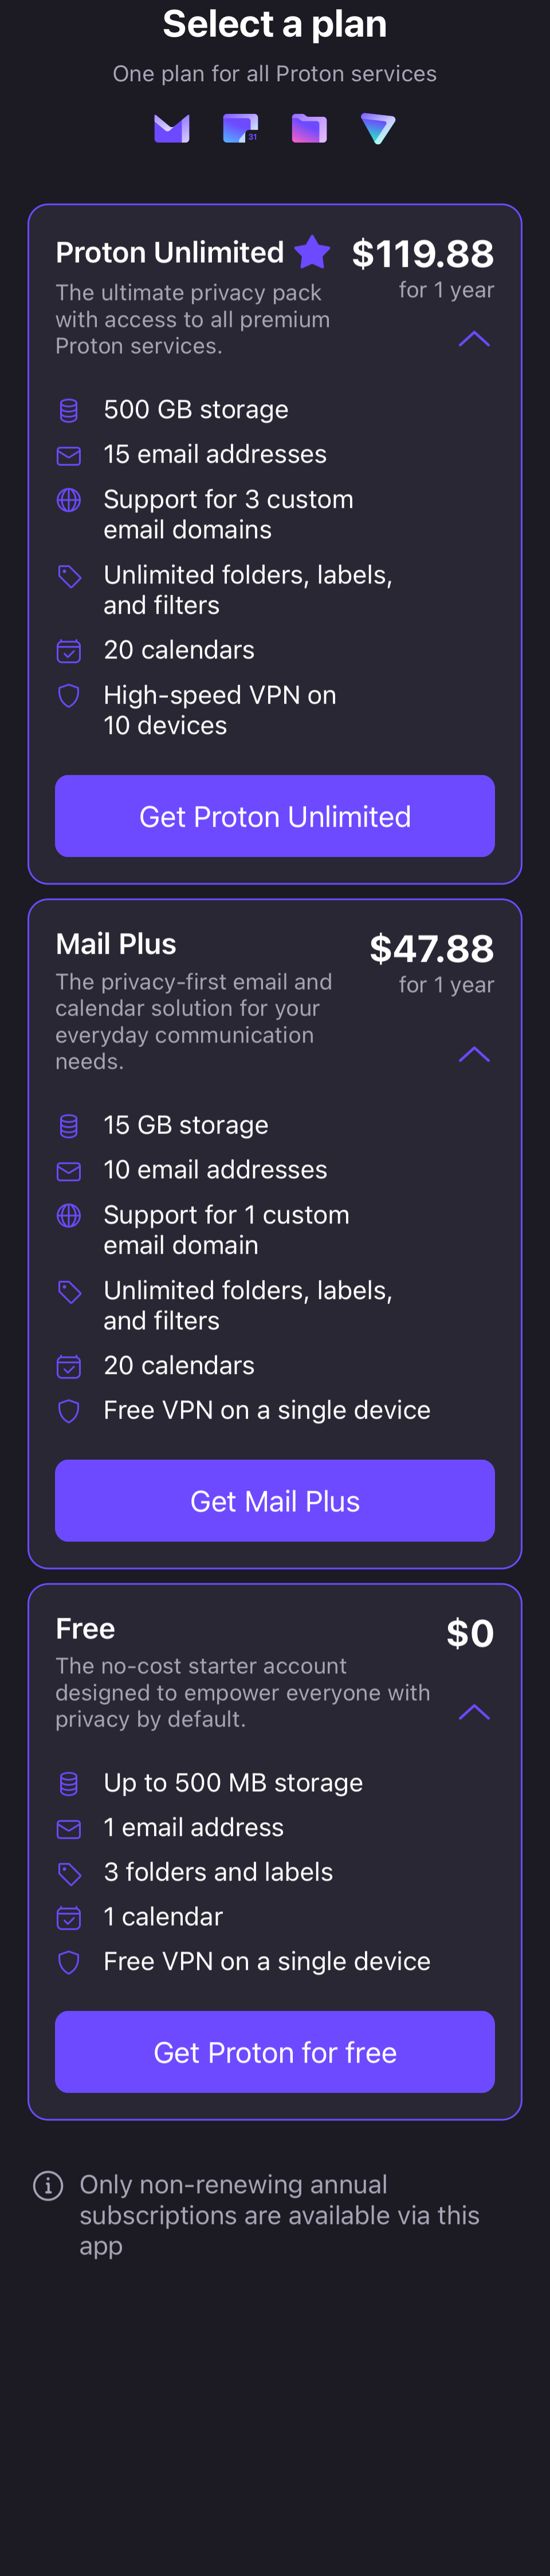 Select a plan
One plan for all Proton services
31
Proton Unlimited
$119.88
for 1 year
The ultimate privacy pack
with access to all premium
Proton services.
500 GB storage
15 email addresses
Support for 3 custom
email domains
Unlimited folders, labels,
and filters
20 calendars
High-speed VPN on
10 devices
Get Proton Unlimited
Mail Plus
$47.88
for 1 year
The privacy-first email and
calendar solution for your
everyday communication
needs.
15 GB storage
10 email addresses
Support for 1 custom
email domain
Unlimited folders, labels,
and filters
20 calendars
Free VPN on a single device
Get Mail Plus
Free
$0
The no-cost starter account
designed to empower everyone with
privacy by default.
Up to 500 MB storage
1 email address
3 folders and labels
1 calendar
Free VPN on a single device
Get Proton for free
Only non-renewing annual
subscriptions are available via this
app